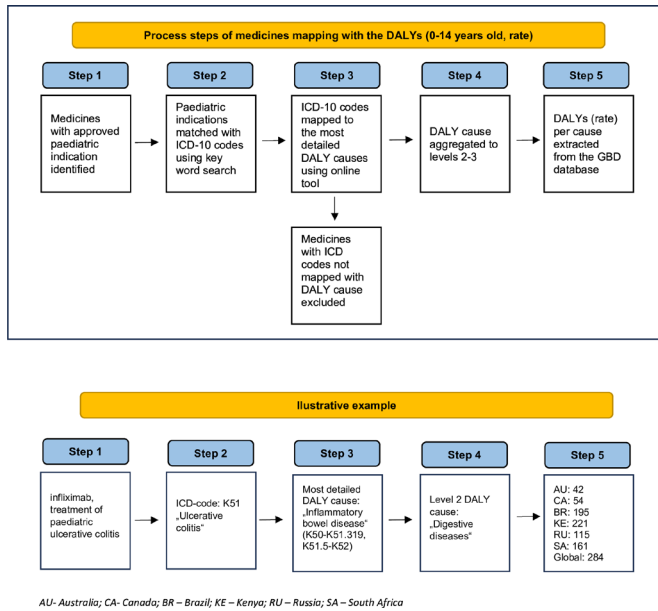 Process steps of medicines mapping with the DALYs (0-14 years old, rate)
Step 1
Step 2
Step 3
Step 4
Step 5
Medicines
with approved
paediatric
indication
identified
Paediatric
indications
matched with
ICD-10 codes
using key
word search
ICD-10 codes
mapped to
the most
detailed
DALY causes
using online
tool
DALY cause
aggregated to
levels 2-3
DALYs (rate)
per cause
extracted
from the GBD
database
Medicines
with ICD
codes not
mapped with
DALY cause
excluded
Ilustrative example
Step 1
Step 2
Step 3
Step 4
Step 5
infliximab,
treatment of
paediatric
ulcerative colitis
ICD-code: K51
„Ulcerative
colitis“
Most detailed
DALY cause:
„Inflammatory
bowel disease“
(K50-K51.319,
K51.5-K52)
Level 2 DALY
cause:
„Digestive
diseases“
AU: 42
CA: 54
BR: 195
KE: 221
RU: 115
SA: 161
Global: 284
AU- Australia; CA- Canada; BR – Brazil; KE – Kenya; RU – Russia; SA – South Africa